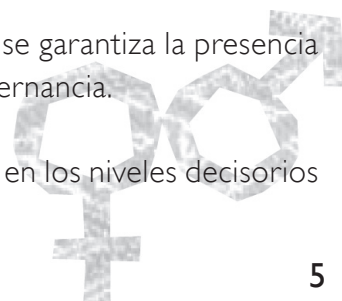 se garantiza la presencia
ernancia.
en los niveles decisorios
5